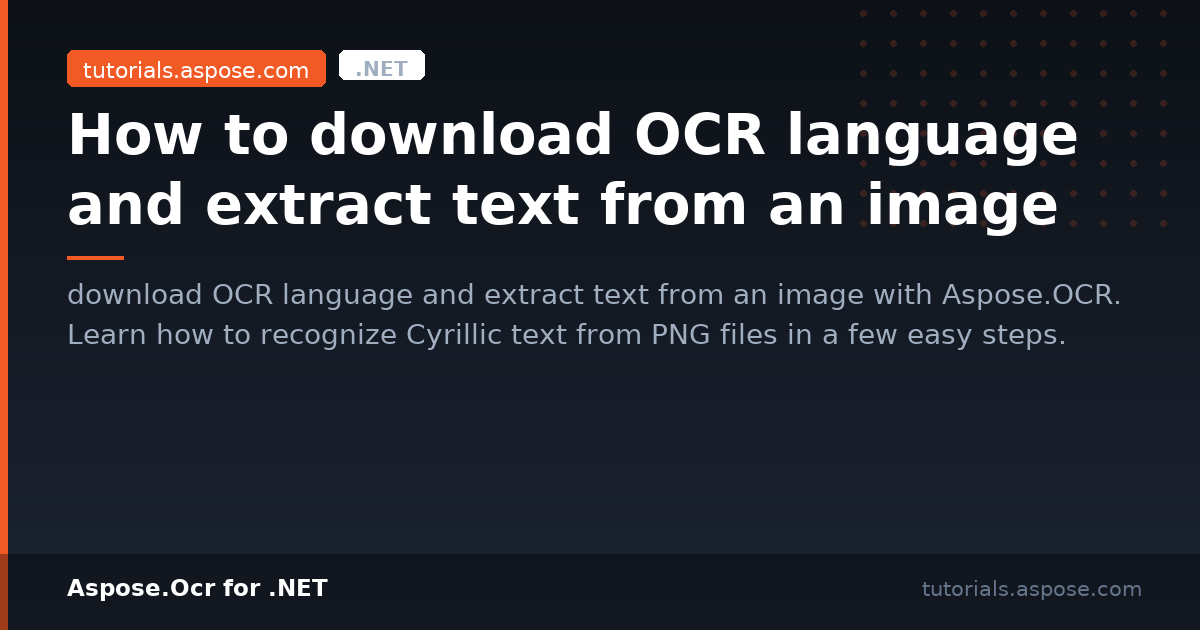 tutorials.aspose.com .NET
How to download OCR language
and extract text from an image
download OCR language and extract text from an image with Aspose.OCR.
Learn how to recognize Cyrillic text from PNG files in a few easy steps.
Aspose.Ocr for .NET
tutorials.aspose.com